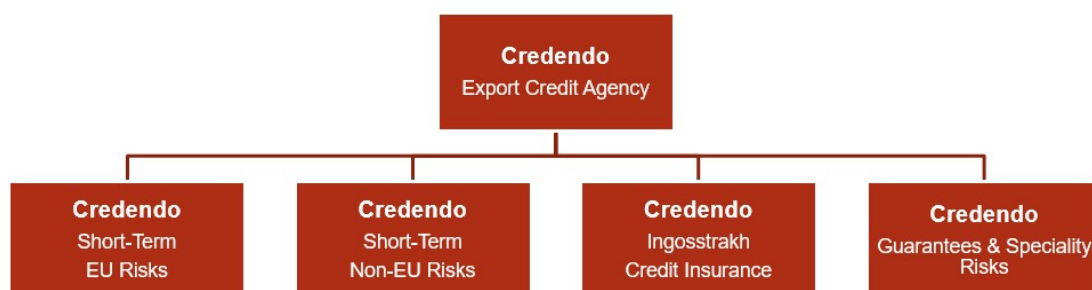 Credendo
Export Credit Agency
Credendo
Short-Term
EU Risks
Credendo
Short-Term
Non-EU Risks
Credendo
Ingosstrakh
Credit Insurance
Credendo
Guarantees & Speciality
Risks